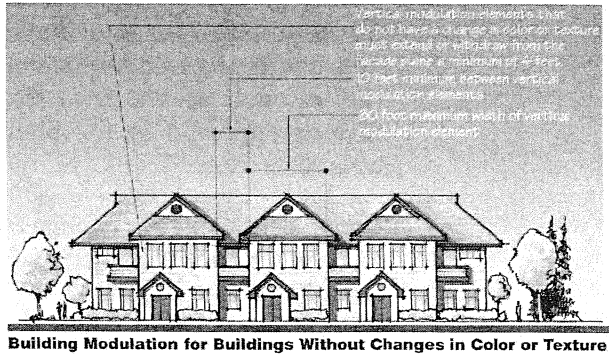 Vertical modulation elements that
do not have a change in color or texture
must extend or withdraw from the
facade plane a minimum of 4 feet.
10 feet minimum between vertical
modulation elements
foot maximum width of vertical
modulation element
Building Modulation for Buildings Without Changes in Color or Texture